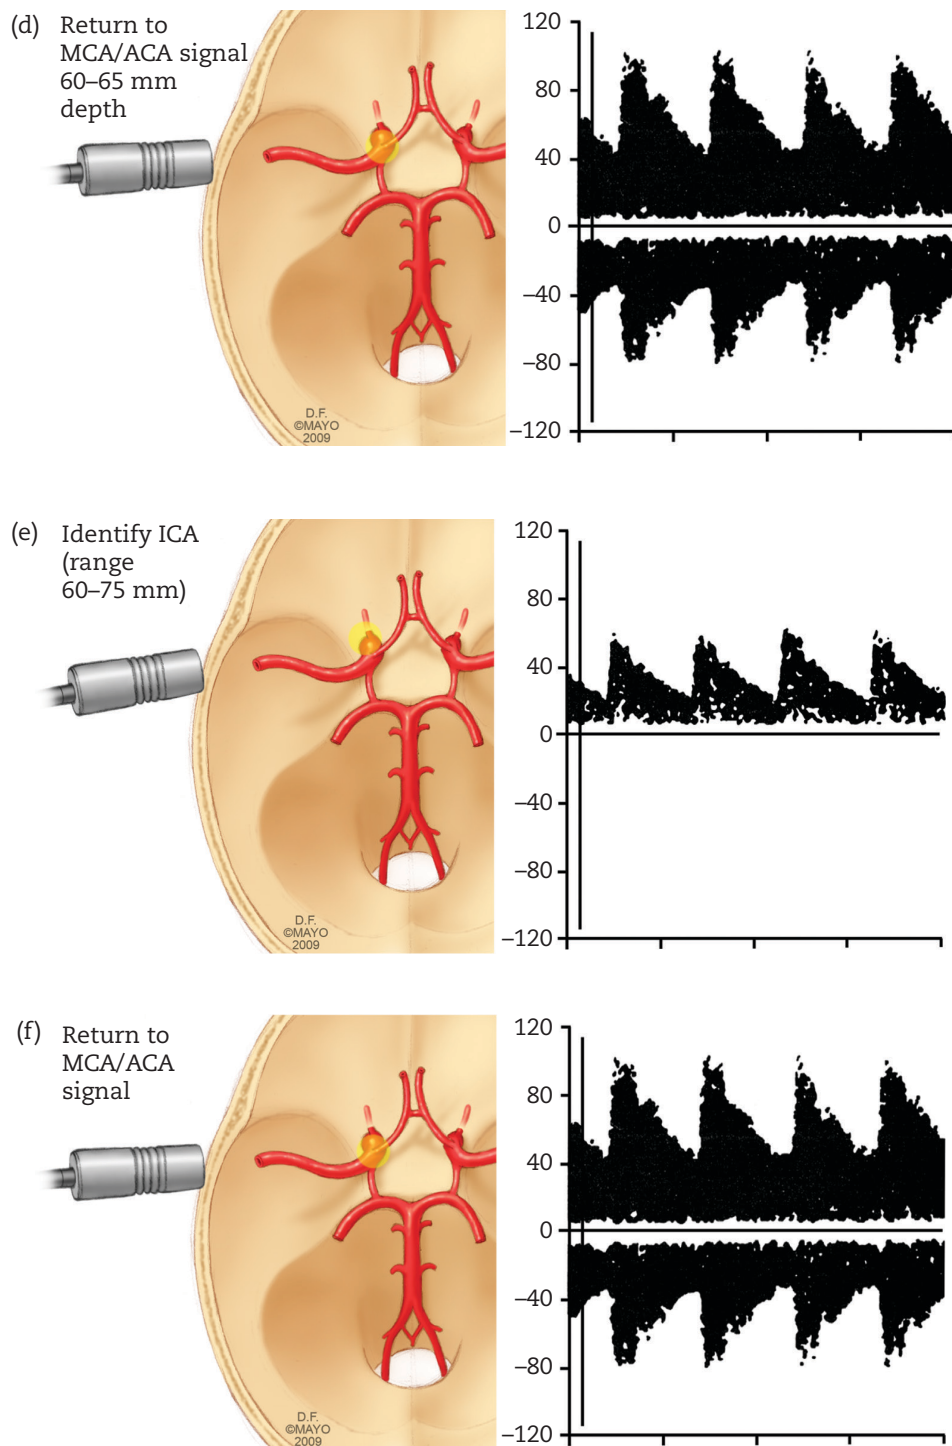 (d) Return to
MCA/ACA signal
60–65 mm
depth
D.F.
©MAYO
2009
120
80
40
0
–40
–80
–120
(e) Identify ICA
(range
60–75 mm)
D.F.
©MAYO
2009
120
80
40
0
–40
–80
–120
(f) Return to
MCA/ACA
signal
D.F.
©MAYO
2009
120
80
40
0
–40
–80
–120